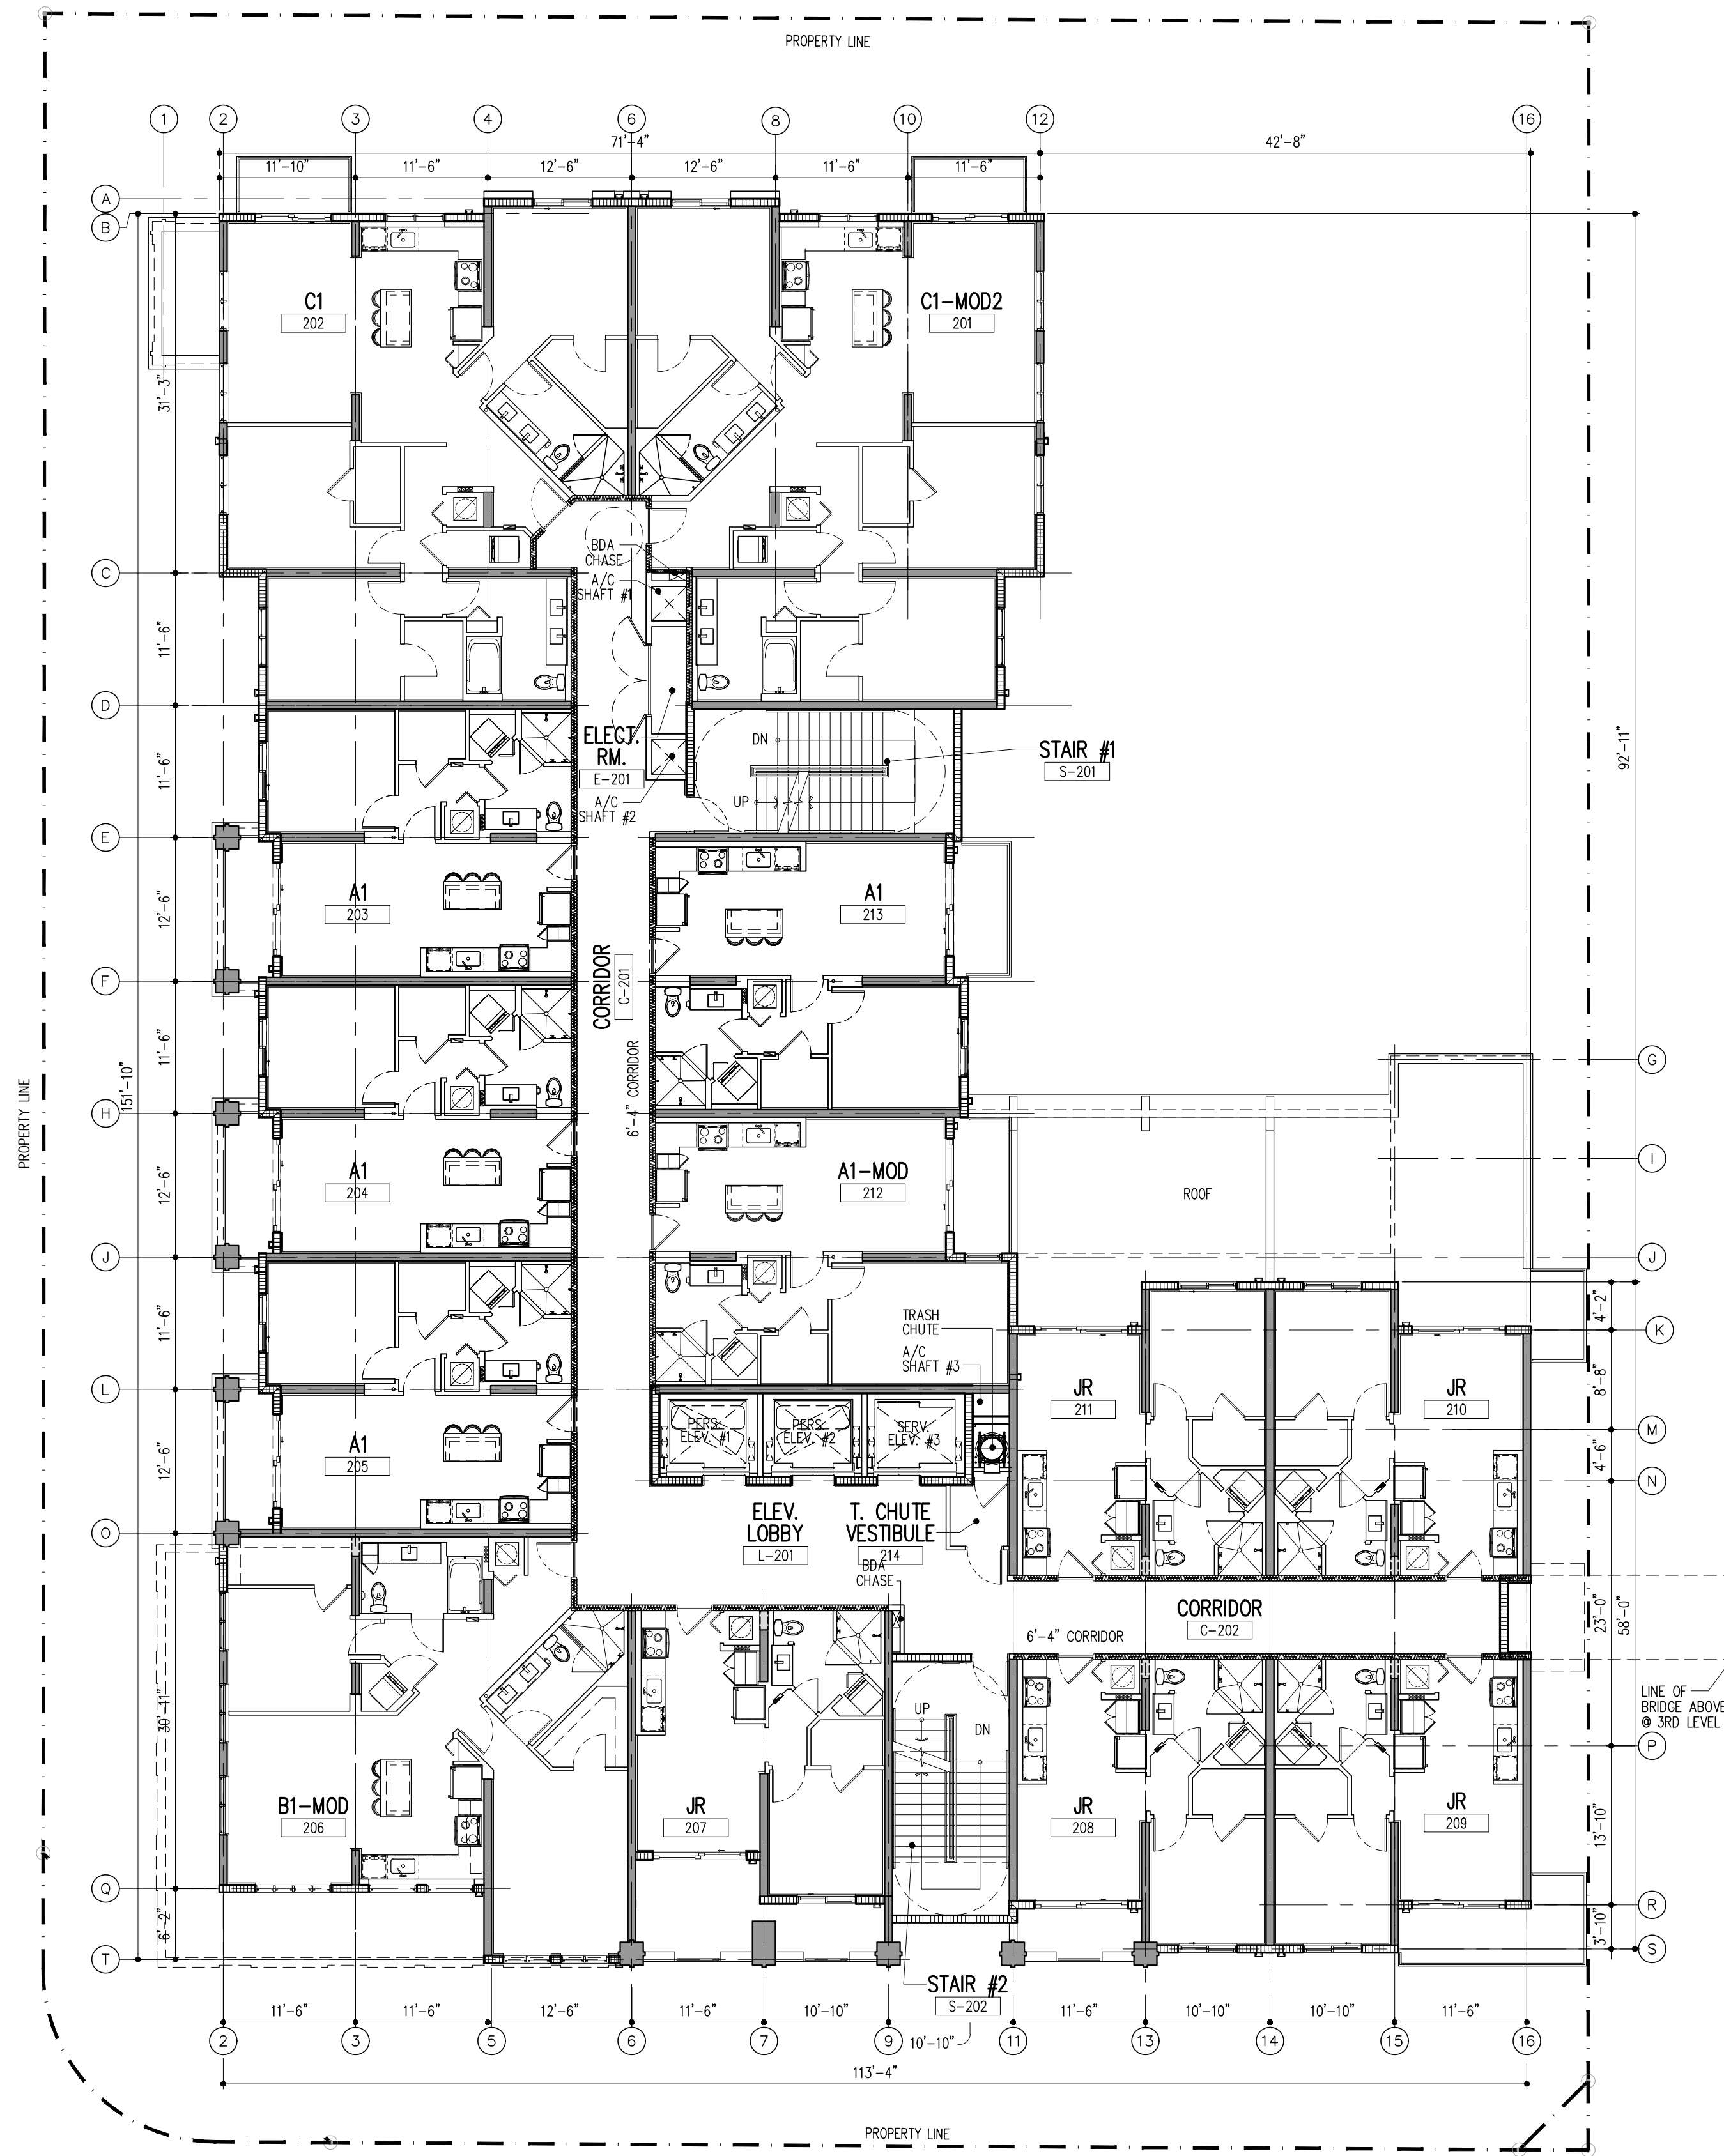 PROPERTY LINE
1
2
3
4
6
8
10
12
16
71'-4"
42'-8"
11'-10"
11'-6"
12'-6"
12'-6"
11'-6"
11'-6"
A
B
C1
202
C1-MOD2
201
31'-3"
BDA
CHASE
A/C
SHAFT #1
C
11'-6"
D
ELECT.
RM.
E-201
DN
UP
STAIR #1
S-201
11'-6"
A/C
SHAFT #2
92'-11"
E
A1
203
A1
213
12'-6"
CORRIDOR
C-201
F
11'-6"
6'-4" CORRIDOR
G
PROPERTY LINE
151'-10"
H
I
A1
204
A1-MOD
212
ROOF
12'-6"
J
J
11'-6"
TRASH
CHUTE
A/C
SHAFT #3
4'-2"
K
L
JR
211
JR
210
8'-8"
PERS.
ELEV. #1
PERS.
ELEV. #2
SERV.
ELEV. #3
M
A1
205
12'-6"
4'-6"
N
O
ELEV.
LOBBY
L-201
T. CHUTE
VESTIBULE
214
BDA
CHASE
CORRIDOR
C-202
6'-4" CORRIDOR
23'-0"
58'-0"
30'-11"
LINE OF
BRIDGE ABOVE
@ 3RD LEVEL
UP
DN
P
B1-MOD
206
JR
207
JR
208
JR
209
13'-10"
Q
R
6'-2"
3'-10"
S
T
STAIR #2
S-202
11'-6"
11'-6"
12'-6"
11'-6"
10'-10"
10'-10"
11'-6"
10'-10"
10'-10"
11'-6"
2
3
5
6
7
9
11
13
14
15
16
113'-4"
PROPERTY LINE